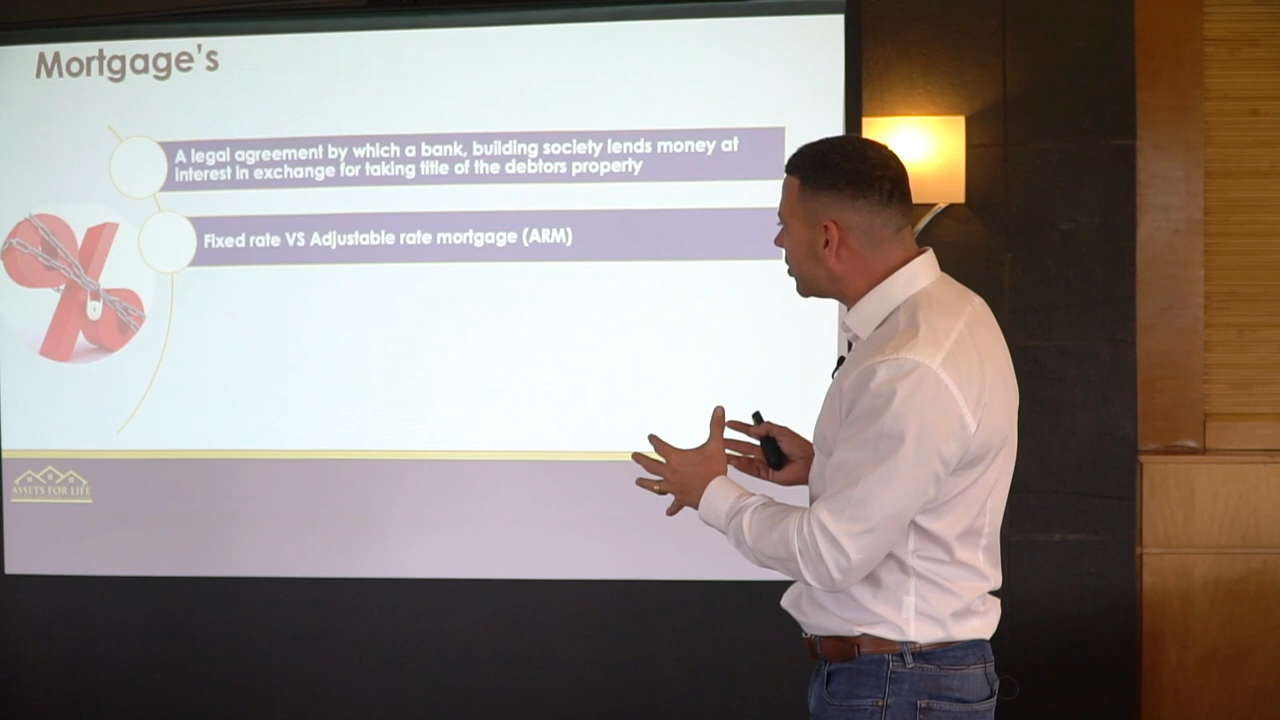 Mortgage's
A legal agreement by which a bank, building society lends money at
interest in exchange for taking title of the debtors property
Fixed rate VS Adjustable rate mortgage (ARM)
ASSETS FOR LIFE